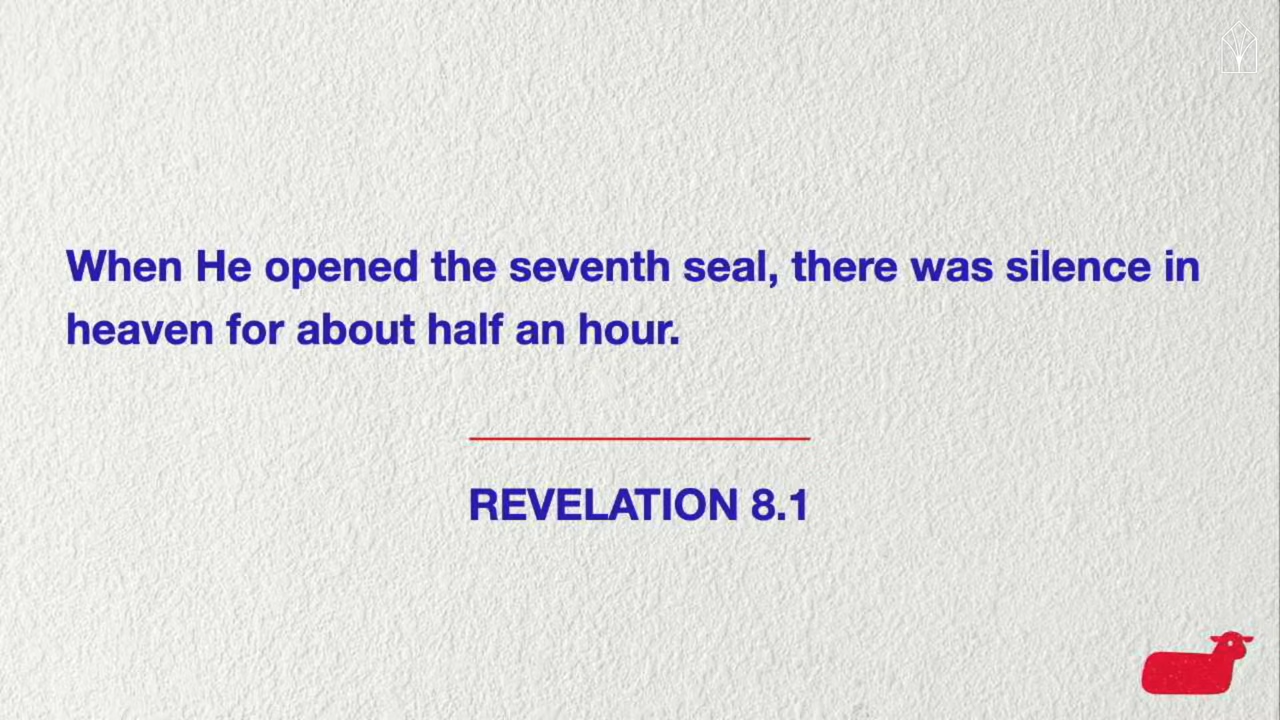 When He opened the seventh seal, there was silence in
heaven for about half an hour.
REVELATION 8.1